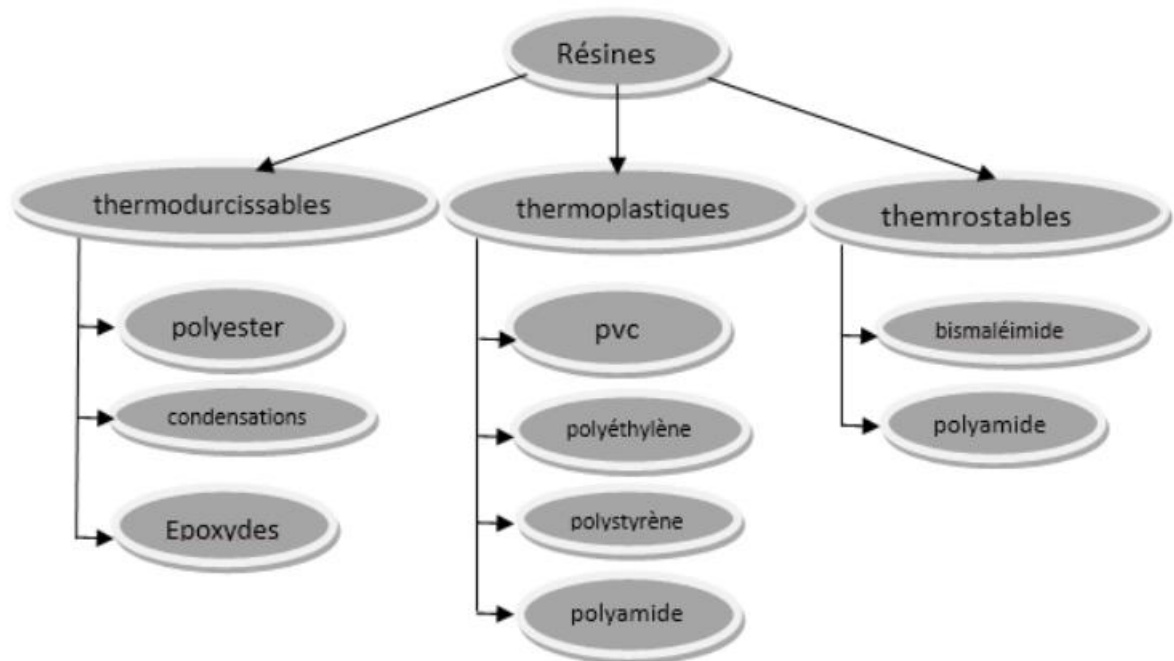 Résines
thermodurcissables
thermoplastiques
themrostables
polyester
condensations
Epoxydes
pvc
polyéthylène
polystyrène
polyamide
bismaléimide
polyamide